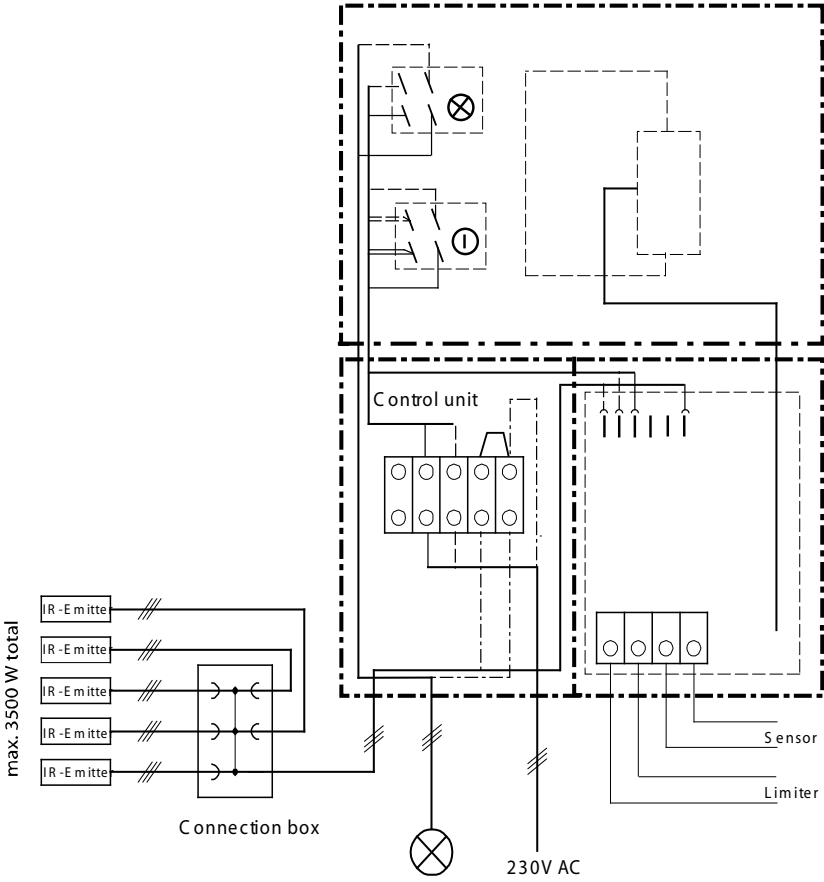 Control unit
max. 3500 W total
IR-Emitte
IR-Emitte
IR-Emitte
IR-Emitte
IR-Emitte
Connection box
230V AC
Sensor
Limiter